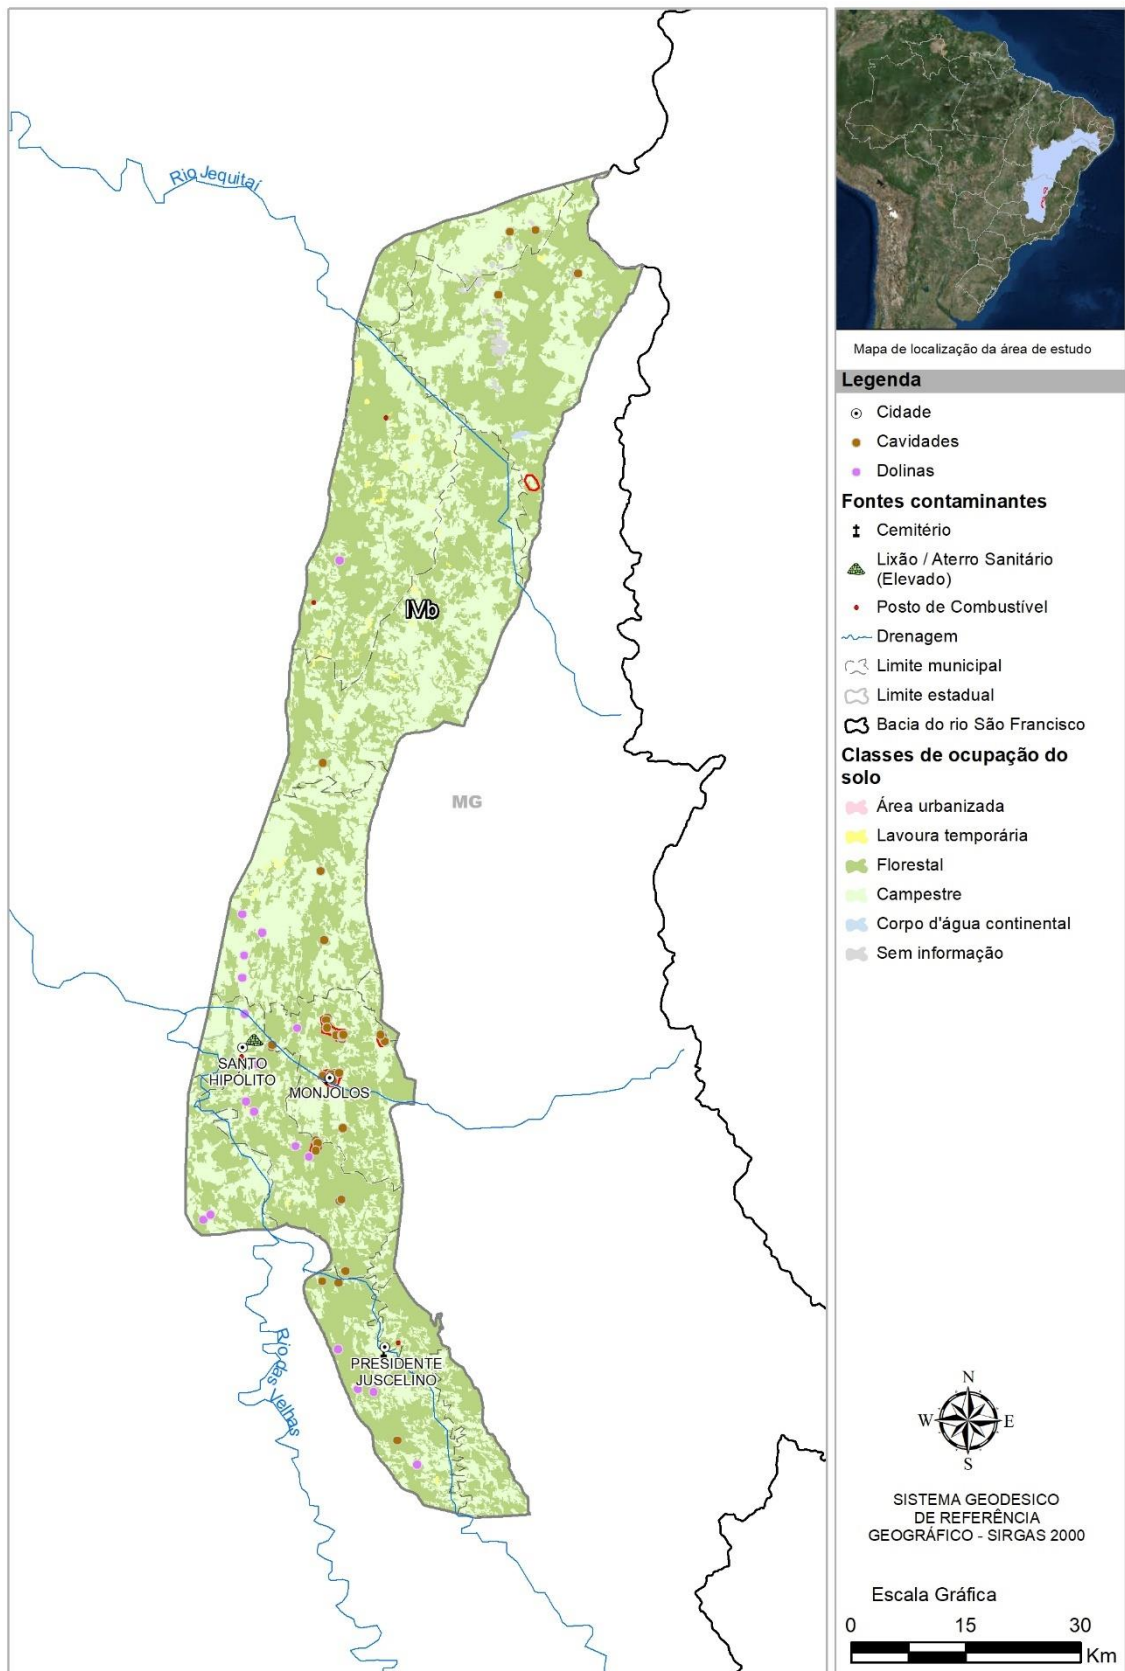 Rio Jequitaí
IVb
MG
SANTO
HIPÓLITO
MONJOLOS
Rio das Velhas
PRESIDENTE
JUSCELINO
Mapa de localização da área de estudo
Legenda
Cidade
Cavidades
Dolinas
Fontes contaminantes
Cemitério
Lixão / Aterro Sanitário
(Elevado)
Posto de Combustível
Drenagem
Limite municipal
Limite estadual
Bacia do rio São Francisco
Classes de ocupação do
solo
Área urbanizada
Lavoura temporária
Florestal
Campestre
Corpo d'água continental
Sem informação
N
W E
S
SISTEMA GEODESICO
DE REFERÊNCIA
GEOGRÁFICO - SIRGAS 2000
Escala Gráfica
0 15 30
Km